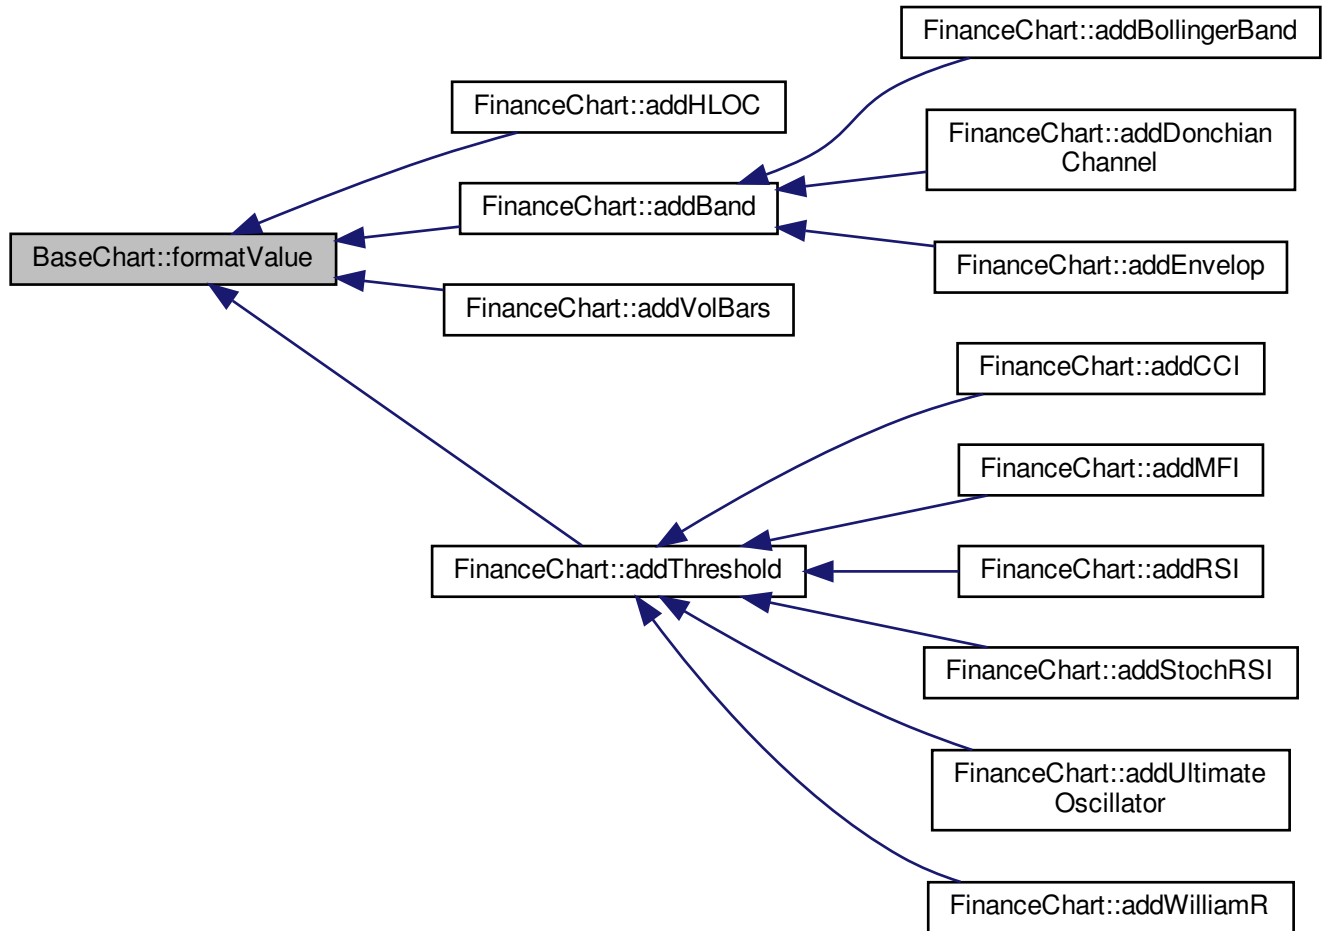 FinanceChart::addBollingerBand
FinanceChart::addHLOC
FinanceChart::addDonchian
Channel
FinanceChart::addBand
BaseChart::formatValue
FinanceChart::addEnvelop
FinanceChart::addVolBars
FinanceChart::addCCI
FinanceChart::addMFI
FinanceChart::addThreshold
FinanceChart::addRSI
FinanceChart::addStochRSI
FinanceChart::addUltimate
Oscillator
FinanceChart::addWilliamR